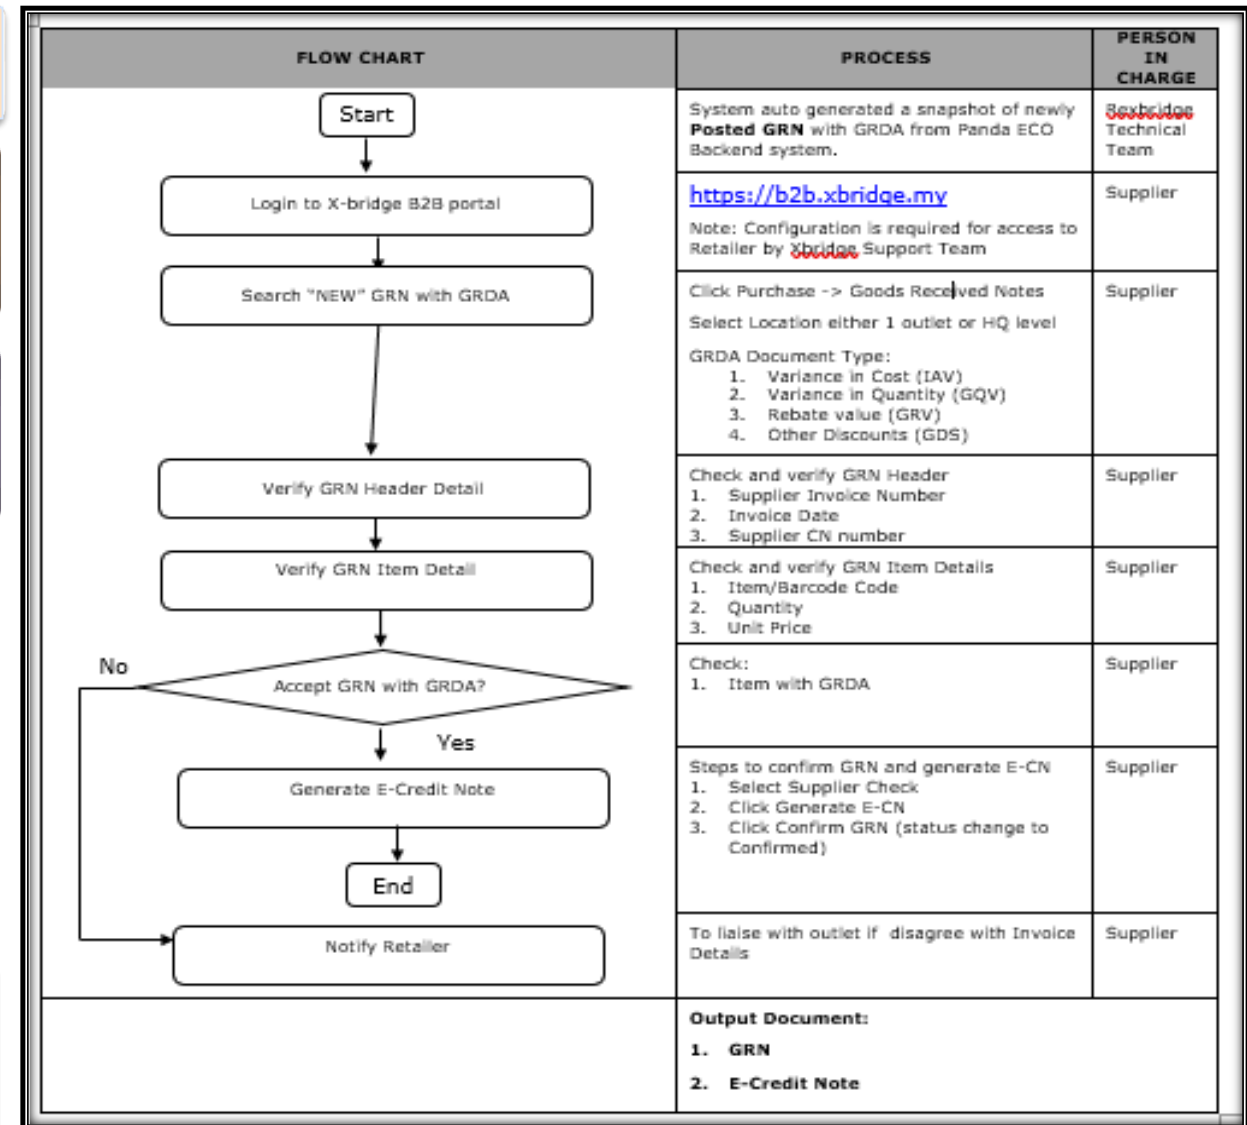 FLOW CHART
PROCESS
PERSON
IN
CHARGE
Start
System auto generated a snapshot of newly
Posted GRN with GRDA from Panda ECO
Backend system.
Rexbridge
Technical
Team
Login to X-bridge B2B portal
https://b2b.xbridge.my
Note: Configuration is required for access to
Retailer by Xbridge Support Team
Supplier
Search "NEW" GRN with GRDA
Click Purchase -> Goods Received Notes
Select Location either 1 outlet or HQ level
GRDA Document Type:
1. Variance in Cost (IAV)
2. Variance in Quantity (GQV)
3. Rebate value (GRV)
4. Other Discounts (GDS)
Supplier
Verify GRN Header Detail
Check and verify GRN Header
1. Supplier Invoice Number
2. Invoice Date
3. Supplier CN number
Supplier
Verify GRN Item Detail
Check and verify GRN Item Details
1. Item/Barcode Code
2. Quantity
3. Unit Price
Supplier
No
Accept GRN with GRDA?
Yes
Check:
1. Item with GRDA
Supplier
Generate E-Credit Note
Steps to confirm GRN and generate E-CN
1. Select Supplier Check
2. Click Generate E-CN
3. Click Confirm GRN (status change to
Confirmed)
Supplier
End
Notify Retailer
To liaise with outlet if disagree with Invoice
Details
Supplier
Output Document:
1. GRN
2. E-Credit Note